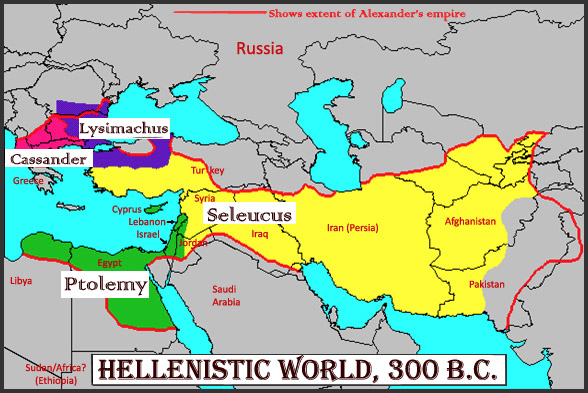 Shows extent of Alexander's empire
Russia
Lysimachus
Cassander
Greece
Turkey
Cyprus
Syria
Seleucus
Lebanon
Israel
Jordan
Iraq
Iran (Persia)
Afghanistan
Pakistan
Egypt
Ptolemy
Libya
Saudi
Arabia
Sudan/Africa?
(Ethiopia)
HELLENISTIC WORLD, 300 B.C.